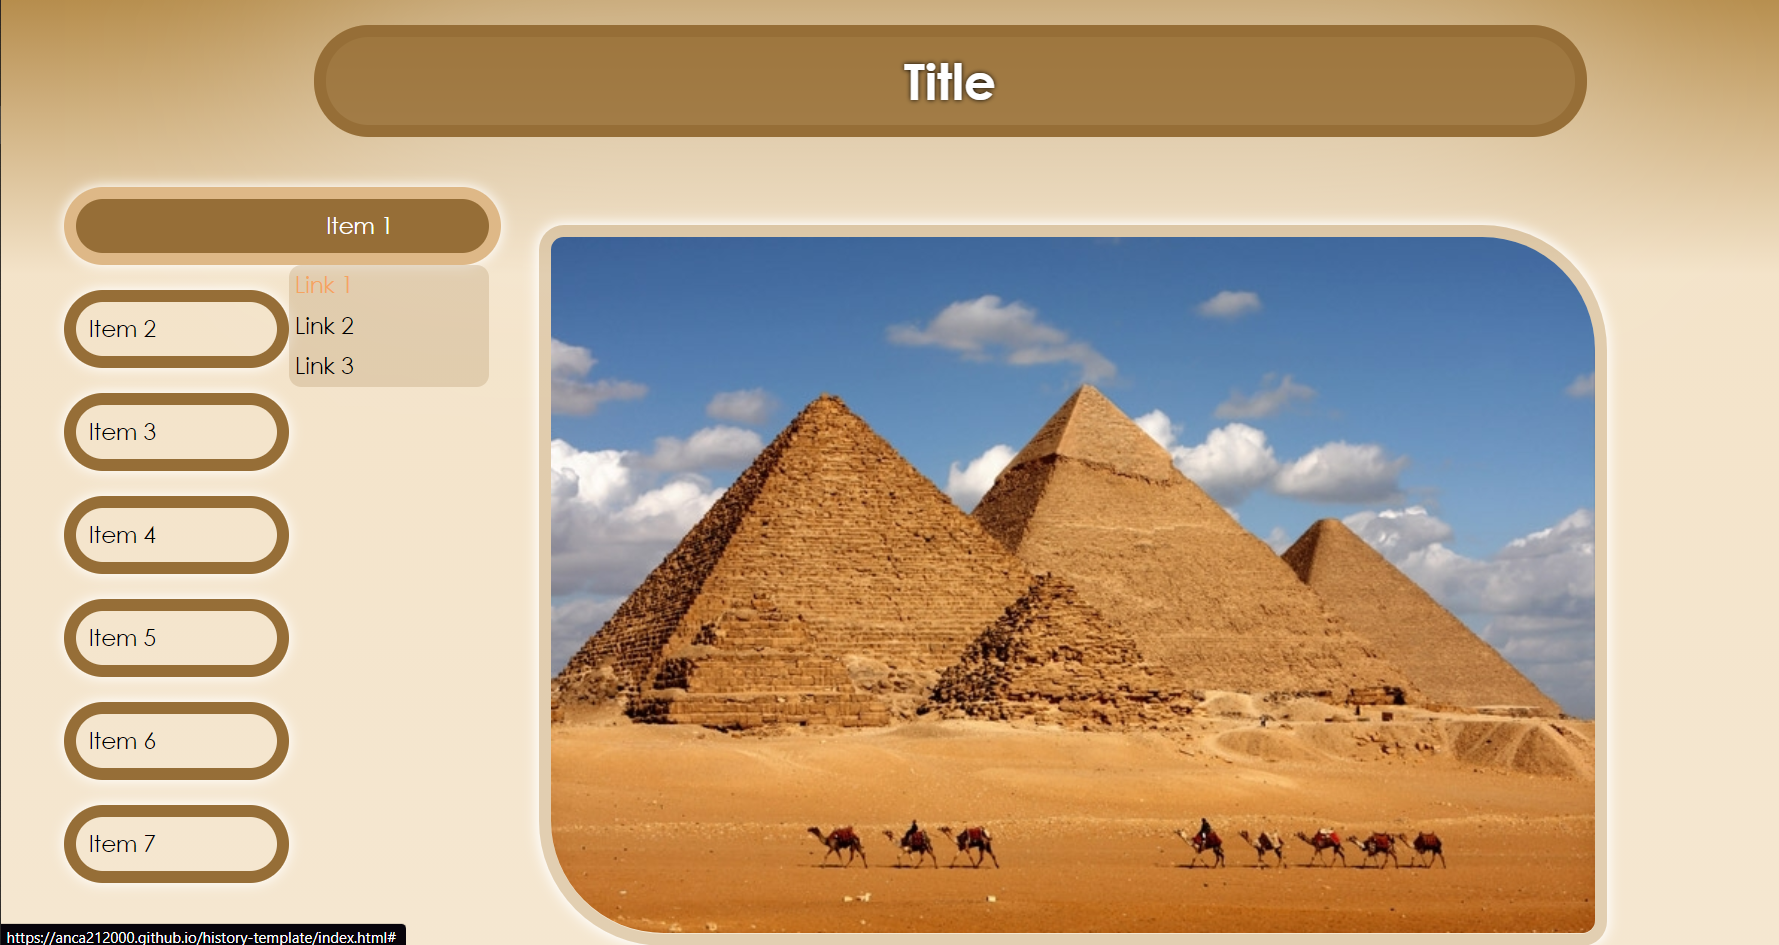 Title
Item 1
Link 1
Link 2
Link 3
Item 2
Item 3
Item 4
Item 5
Item 6
Item 7
https://anca212000.github.io/history-template/index.html#